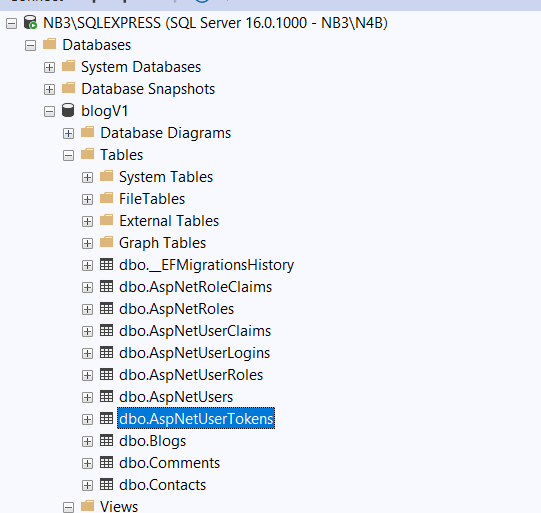 NB3\SQLEXPRESS (SQL Server 16.0.1000 - NB3\N4B)
Databases
System Databases
Database Snapshots
blogV1
Database Diagrams
Tables
System Tables
FileTables
External Tables
Graph Tables
dbo.__EFMigrationsHistory
dbo.AspNetRoleClaims
dbo.AspNetRoles
dbo.AspNetUserClaims
dbo.AspNetUserLogins
dbo.AspNetUserRoles
dbo.AspNetUsers
dbo.AspNetUserTokens
dbo.Blogs
dbo.Comments
dbo.Contacts
Views